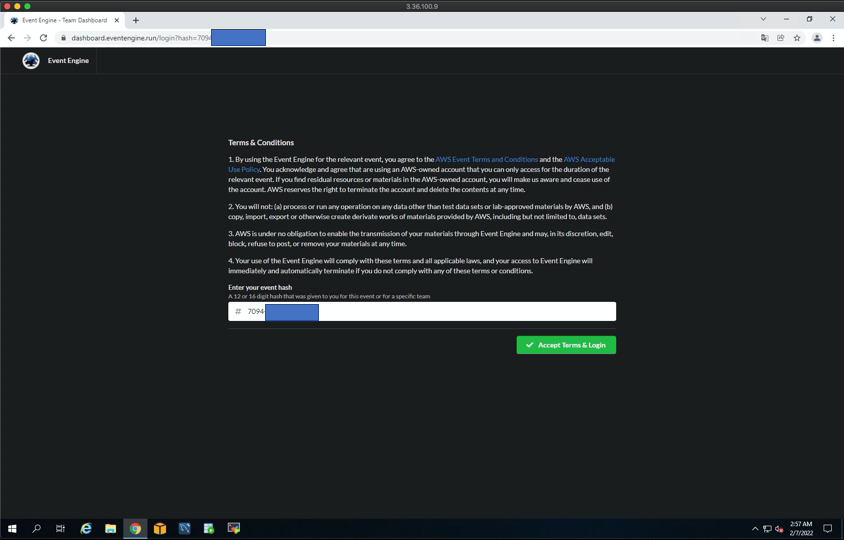 3.36.100.9
Event Engine - Team Dashboard
dashboard.eventengine.run/login?hash=709
Event Engine
Terms & Conditions
1. By using the Event Engine for the relevant event, you agree to the AWS Event Terms and Conditions and the AWS Acceptable
Use Policy. You acknowledge and agree that are using an AWS-owned account that you can only access for the duration of the
relevant event. If you find residual resources or materials in the AWS-owned account, you will make us aware and cease use of
the account. AWS reserves the right to terminate the account and delete the contents at any time.
2. You will not: (a) process or run any operation on any data other than test data sets or lab-approved materials by AWS, and (b)
copy, import, export or otherwise create derivate works of materials provided by AWS, including but not limited to, data sets.
3. AWS is under no obligation to enable the transmission of your materials through Event Engine and may, in its discretion, edit,
block, refuse to post, or remove your materials at any time.
4. Your use of the Event Engine will comply with these terms and all applicable laws, and your access to Event Engine will
immediately and automatically terminate if you do not comply with any of these terms or conditions.
Enter your event hash
A 12 or 16 digit hash that was given to you for this event or for a specific team
# 7094
Accept Terms & Login
2:57 AM
2/7/2022